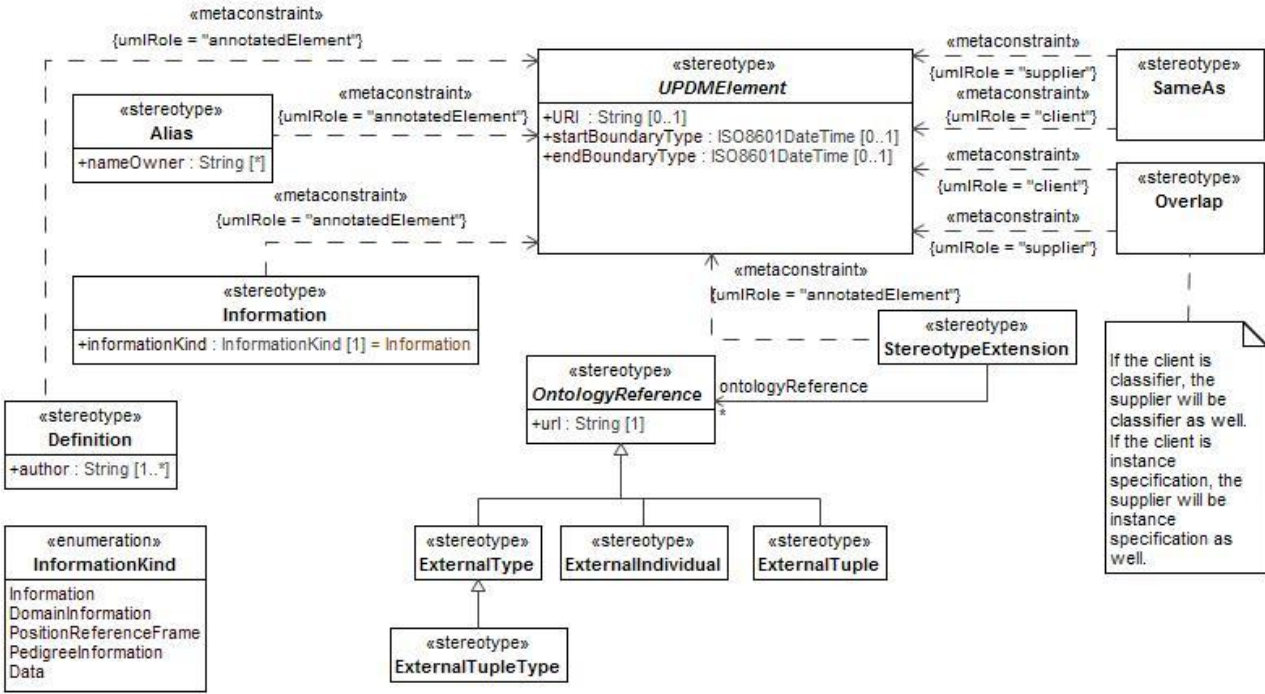 «metaconstraint»
{umlRole = "annotatedElement"}
«stereotype»
Alias
+nameOwner : String [*]
«metaconstraint»
{umlRole = "annotatedElement"}
«metaconstraint»
{umlRole = "annotatedElement"}
«stereotype»
Information
+informationKind : InformationKind [1] = Information
«stereotype»
Definition
+author : String [1..*]
«enumeration»
InformationKind
Information
DomainInformation
PositionReferenceFrame
PedigreeInformation
Data
«stereotype»
UPDMElement
+URI : String [0..1]
+startBoundaryType : ISO8601DateTime [0..1]
+endBoundaryType : ISO8601DateTime [0..1]
«metaconstraint»
{umlRole = "supplier"}
«metaconstraint»
{umlRole = "client"}
«stereotype»
SameAs
«metaconstraint»
{umlRole = "client"}
«metaconstraint»
{umlRole = "supplier"}
«stereotype»
Overlap
«metaconstraint»
{umlRole = "annotatedElement"}
«stereotype»
StereotypeExtension
ontologyReference
*
«stereotype»
OntologyReference
+url : String [1]
«stereotype»
ExternalType
«stereotype»
ExternalIndividual
«stereotype»
ExternalTuple
«stereotype»
ExternalTupleType
If the client is
classifier, the
supplier will be
classifier as well.
If the client is
instance
specification, the
supplier will be
instance
specification as
well.